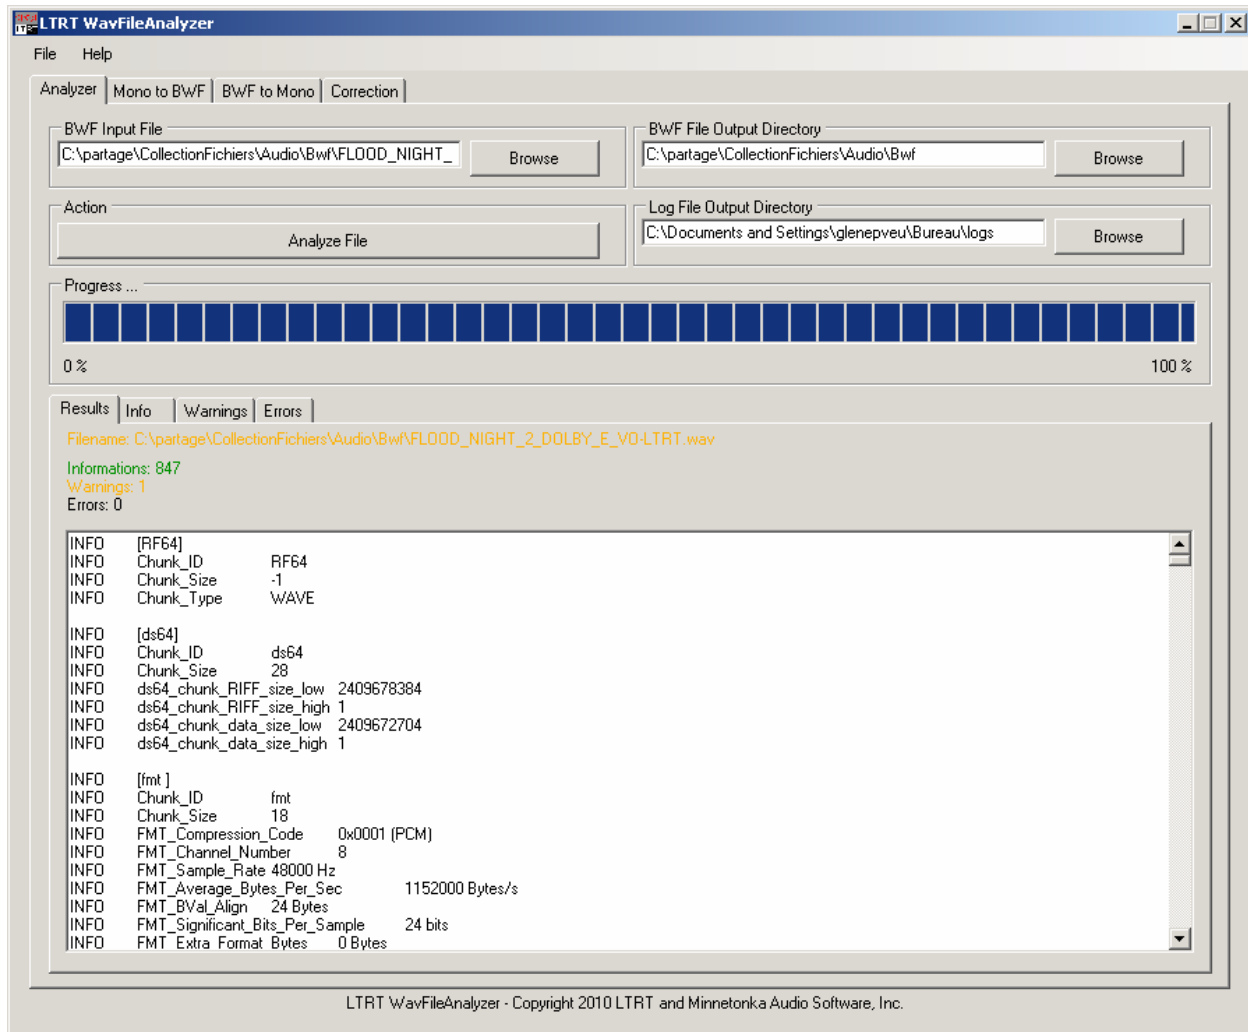 LTRT WavFileAnalyzer
File Help
Analyzer Mono to BWF BWF to Mono Correction
BWF Input File
C:\partage\CollectionFichiers\Audio\Bwf\FLOOD_NIGHT_ Browse
BWF File Output Directory
C:\partage\CollectionFichiers\Audio\Bwf Browse
Action
Analyze File
Log File Output Directory
C:\Documents and Settings\glenepveu\Bureau\logs Browse
Progress ...
0 % 100 %
Results Info Warnings Errors
Filename: C:\partage\CollectionFichiers\Audio\Bwf\FLOOD_NIGHT_2_DOLBY_E_VO-LTRT.wav
Informations: 847
Warnings: 1
Errors: 0
INFO [RF64]
INFO Chunk_ID RF64
INFO Chunk_Size -1
INFO Chunk_Type WAVE
INFO [ds64]
INFO Chunk_ID ds64
INFO Chunk_Size 28
INFO ds64_chunk_RIFF_size_low 2409678384
INFO ds64_chunk_RIFF_size_high 1
INFO ds64_chunk_data_size_low 2409672704
INFO ds64_chunk_data_size_high 1
INFO [fmt ]
INFO Chunk_ID fmt
INFO Chunk_Size 18
INFO FMT_Compression_Code 0x0001 (PCM)
INFO FMT_Channel_Number 8
INFO FMT_Sample_Rate 48000 Hz
INFO FMT_Average_Bytes_Per_Sec 1152000 Bytes/s
INFO FMT_BVal_Align 24 Bytes
INFO FMT_Significant_Bits_Per_Sample 24 bits
INFO FMT_Extra_Format_Bytes 0 Bytes
LTRT WavFileAnalyzer - Copyright 2010 LTRT and Minnetonka Audio Software, Inc.